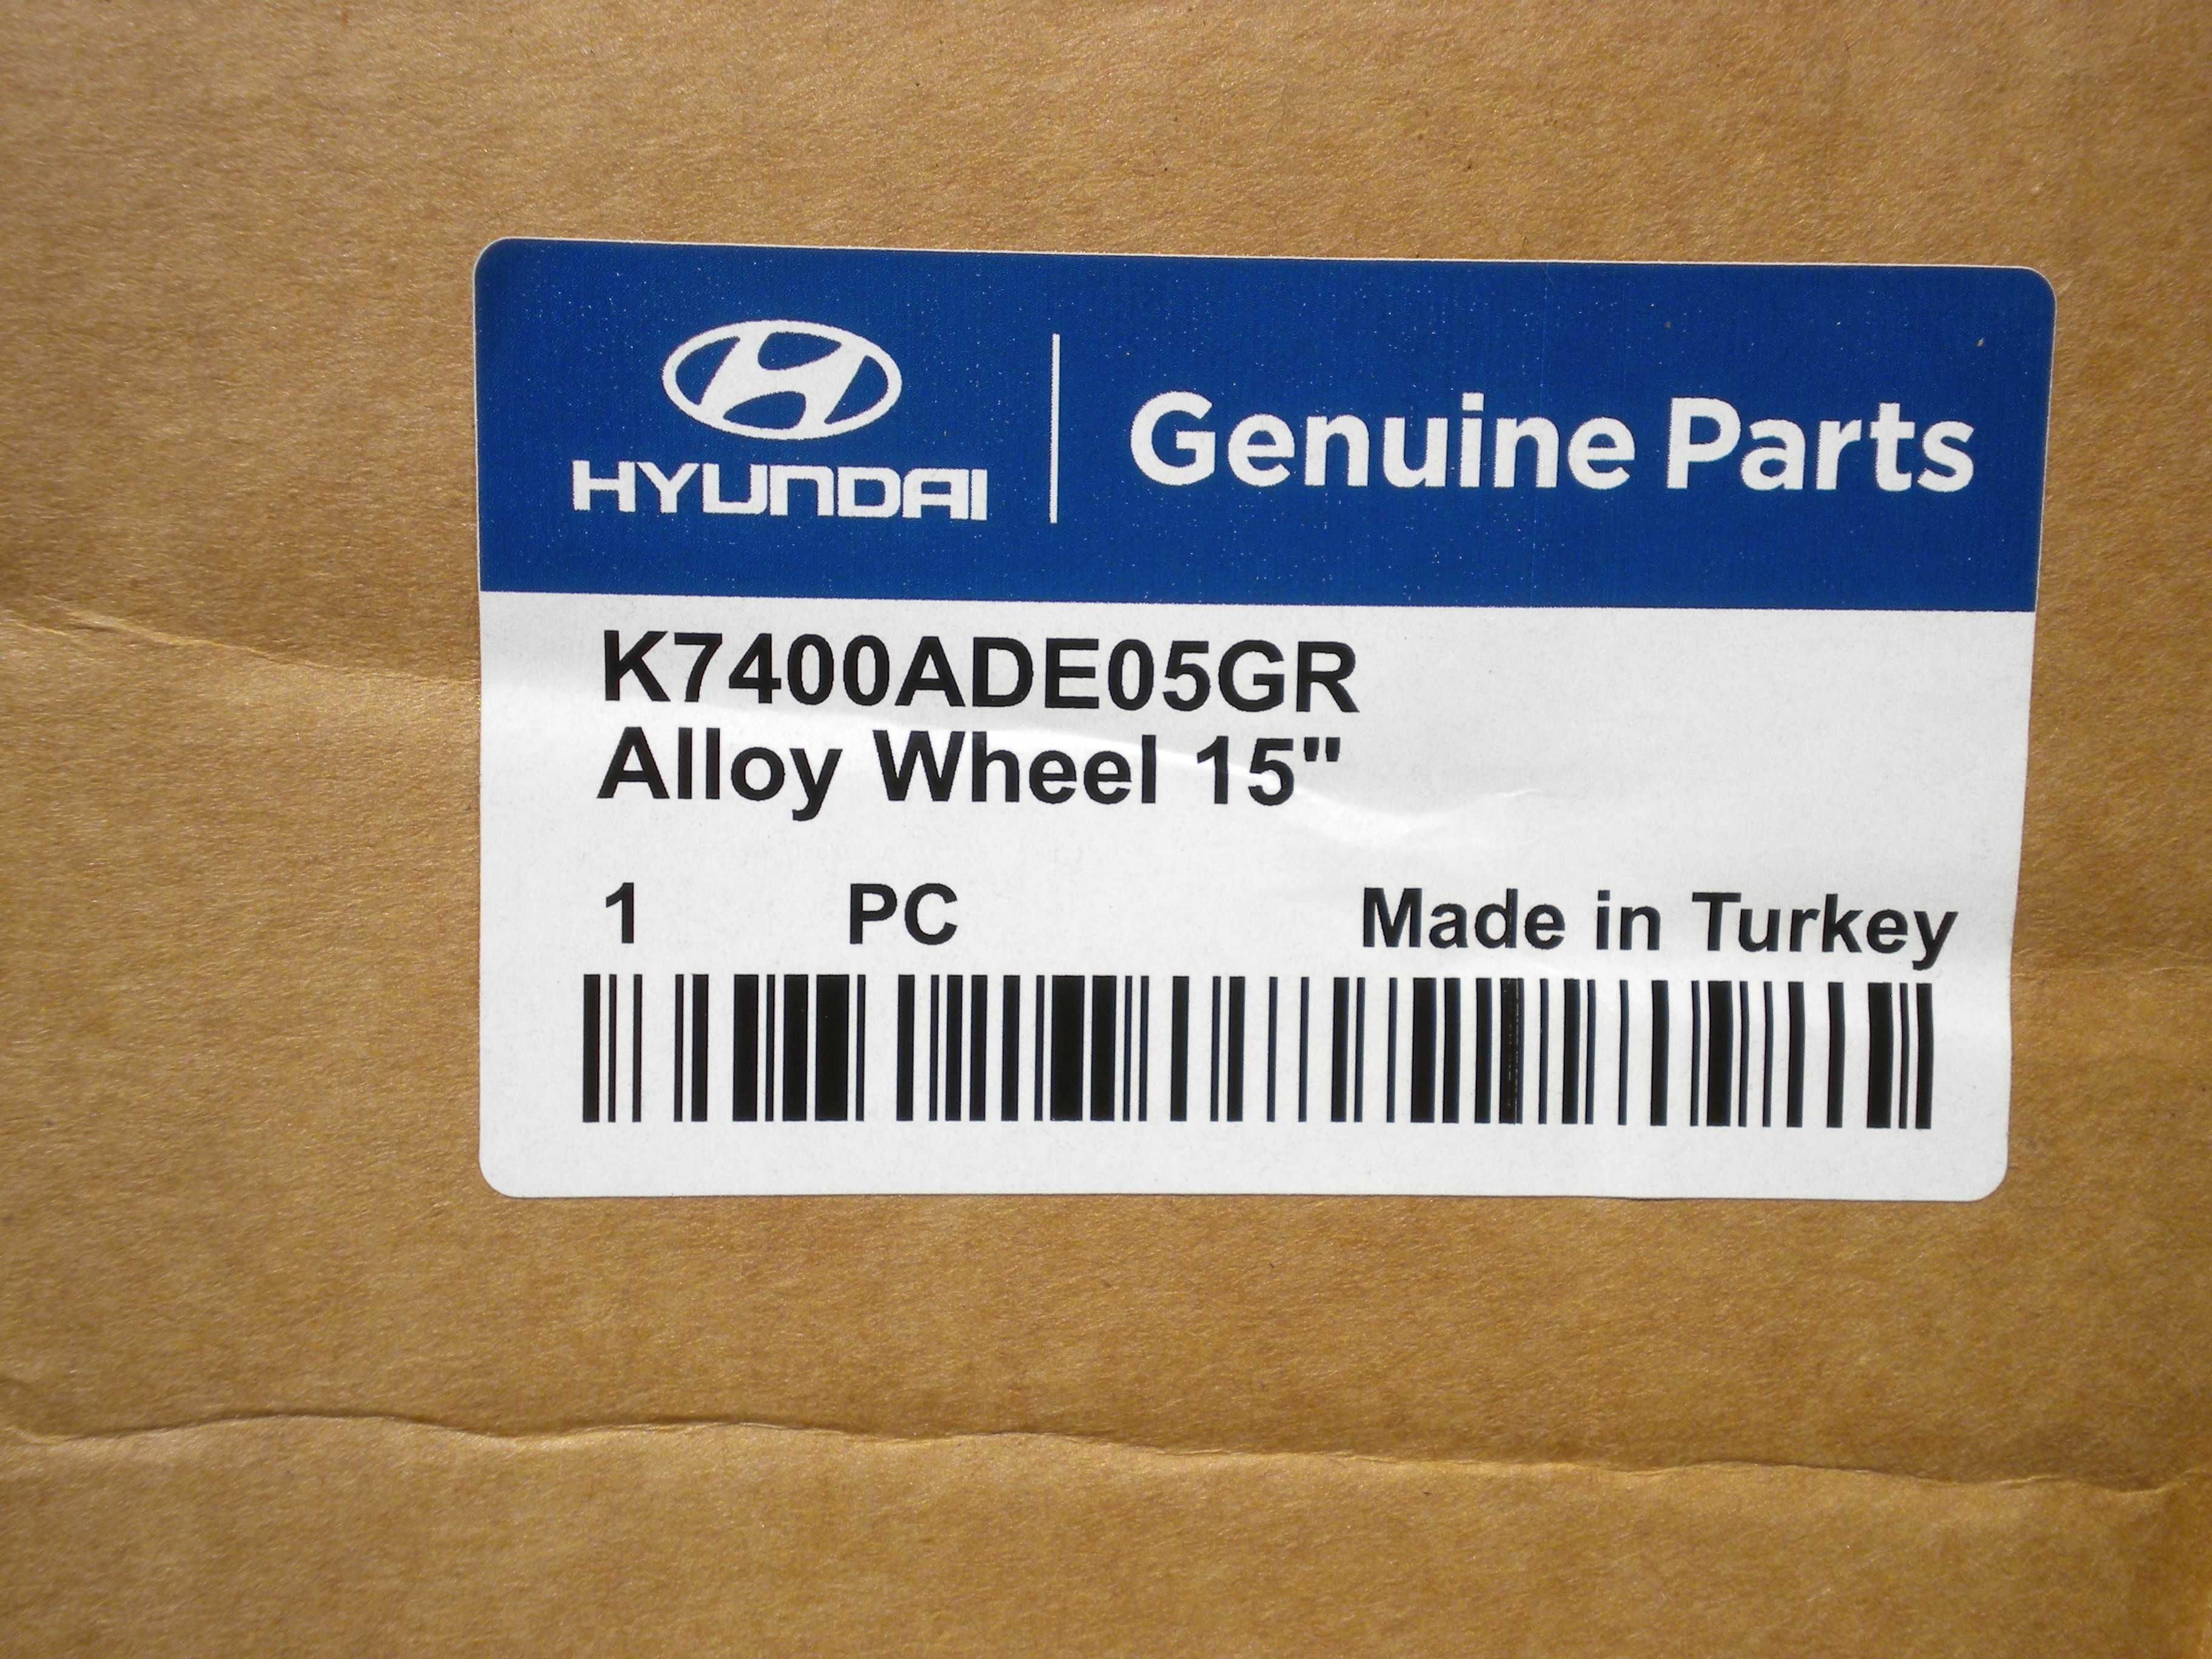 HYUNDAI
Genuine Parts
K7400ADE05GR
Alloy Wheel 15"
1 PC Made in Turkey